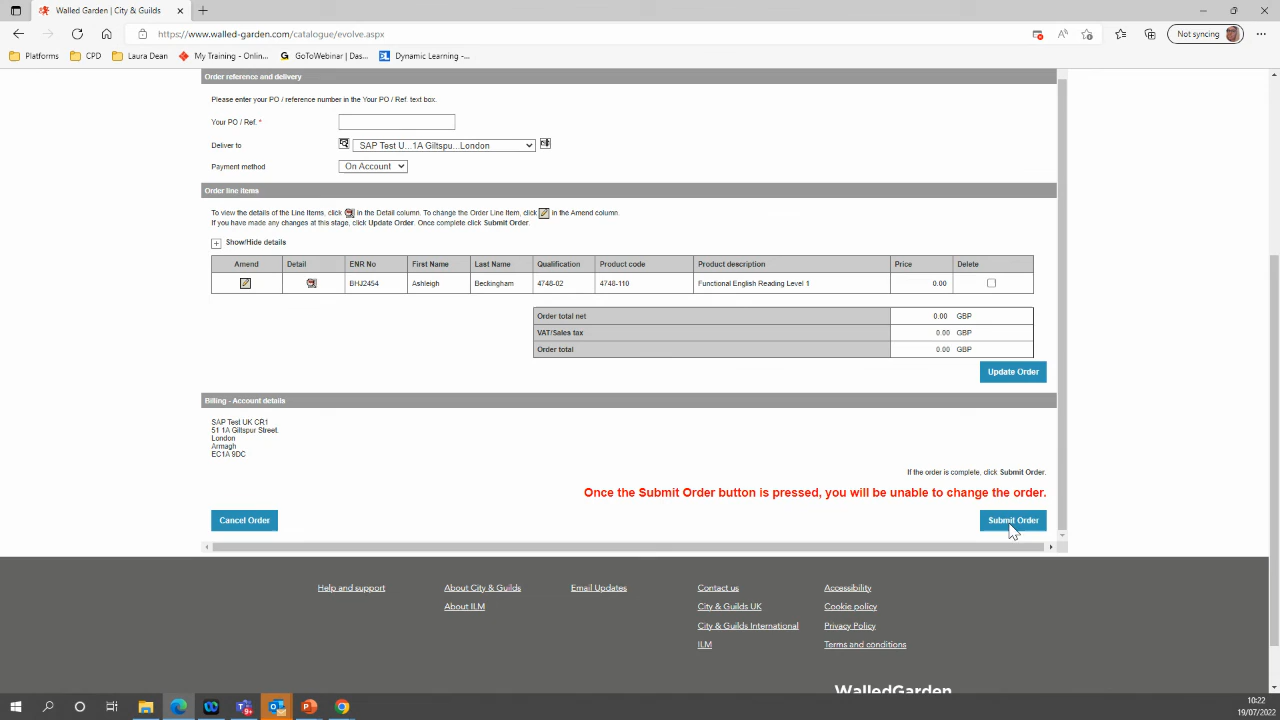 Walled Garden | City & Guilds
https://www.walled-garden.com/catalogue/evolve.aspx
Not syncing
Platforms
CPD
Laura Dean
My Training - Onlin...
GoToWebinar | Das...
Dynamic Learning -...
Order reference and delivery
Please enter your PO / reference number in the Your PO / Ref. text box.
Your PO / Ref. *
Deliver to
SAP Test U...1A Giltspu...London
Payment method
On Account
Order line items
To view the details of the Line Items, click in the Detail column. To change the Order Line Item, click in the Amend column.
If you have made any changes at this stage, click Update Order. Once complete click Submit Order.
Show/Hide details
Amend Detail ENR No First Name Last Name Qualification Product code Product description Price Delete
BHJ2454 Ashleigh Beckingham 4748-02 4748-110 Functional English Reading Level 1 0.00
Order total net 0.00 GBP
VAT/Sales tax 0.00 GBP
Order total 0.00 GBP
Update Order
Billing - Account details
SAP Test UK CR1
51 1A Giltspur Street.
London
Armagh
EC1A 9DC
If the order is complete, click Submit Order.
Once the Submit Order button is pressed, you will be unable to change the order.
Cancel Order
Submit Order
Help and support
About City & Guilds
Email Updates
Contact us
Accessibility
About ILM
City & Guilds UK
Cookie policy
City & Guilds International
Privacy Policy
ILM
Terms and conditions
WalledGarden
10:22
19/07/2022